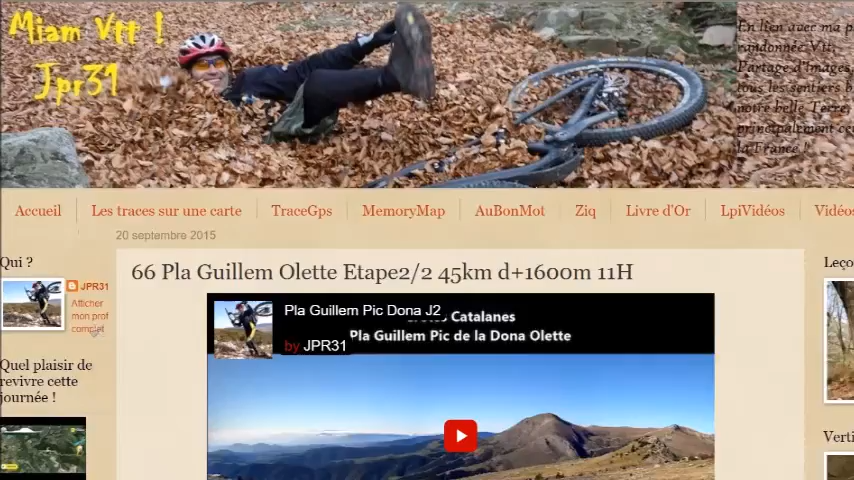 Miam Vtt !
Jpr31
En lien avec ma p
randonnée Vtt.
Partage d'Images,
tous les sentiers
notre belle Terre,
principalement
la France !
Accueil Les traces sur une carte TraceGps MemoryMap AuBonMot Ziq Livre d'Or LpiVidéos Vidéos
20 septembre 2015
66 Pla Guillem Olette Etape2/2 45km d+1600m 11H
Qui ?
JPR31
Afficher
mon prof
complet
Quel plaisir de
revivre cette
journée !
Pla Guillem Pic Dona J2
Catalanes
by JPR31
Pla Guillem Pic de la Dona Olette
Leço
Verti